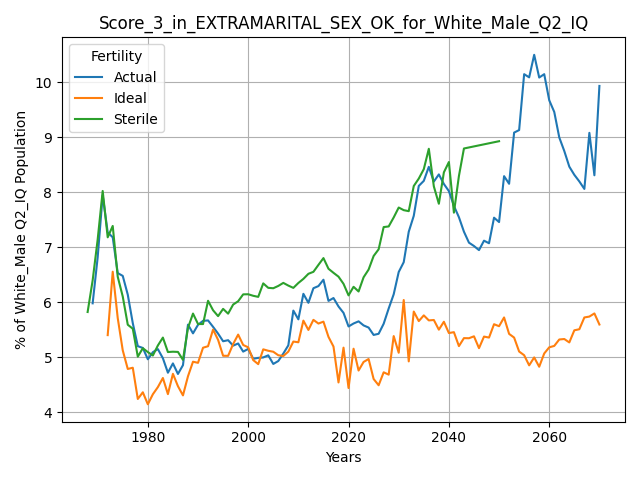 Score_3_in_EXTRAMARITAL_SEX_OK_for_White_Male_Q2_IQ
Fertility
Actual
Ideal
Sterile
% of White_Male Q2_IQ Population
10
9
8
7
6
5
4
1980
2000
2020
2040
2060
Years